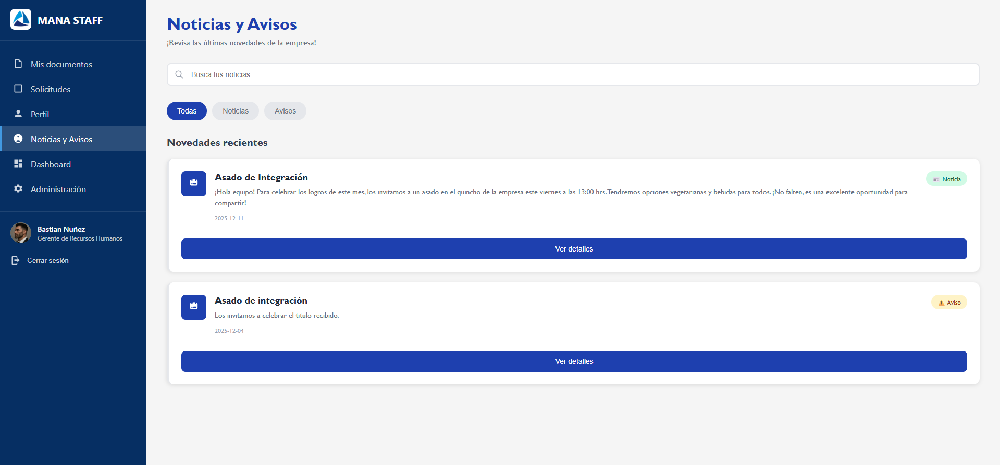 MANA STAFF
Mis documentos
Solicitudes
Perfil
Noticias y Avisos
Dashboard
Administración
Bastian Nuñez
Gerente de Recursos Humanos
Cerrar sesión
Noticias y Avisos
¡Revisa las últimas novedades de la empresa!
Busca tus noticias...
Todas
Noticias
Avisos
Novedades recientes
Asado de Integración
Noticia
¡Hola equipo! Para celebrar los logros de este mes, los invitamos a un asado en el quincho de la empresa este viernes a las 13:00 hrs. Tendremos opciones vegetarianas y bebidas para todos. ¡No falten, es una excelente oportunidad para
compartir!
2025-12-11
Ver detalles
Asado de integración
Aviso
Los invitamos a celebrar el titulo recibido.
2025-12-04
Ver detalles